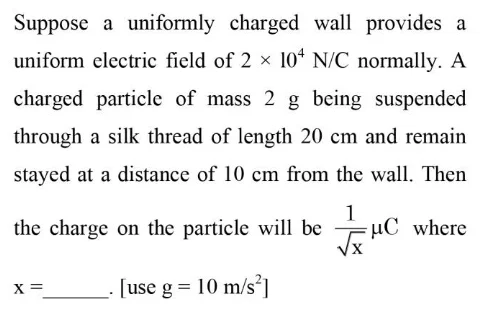 Suppose a uniformly charged wall provides a
uniform electric field of 2 × 10⁴ N/C normally. A
charged particle of mass 2 g being suspended
through a silk thread of length 20 cm and remain
stayed at a distance of 10 cm from the wall. Then
the charge on the particle will be 1/√x μC where
x =______. [use g = 10 m/s²]